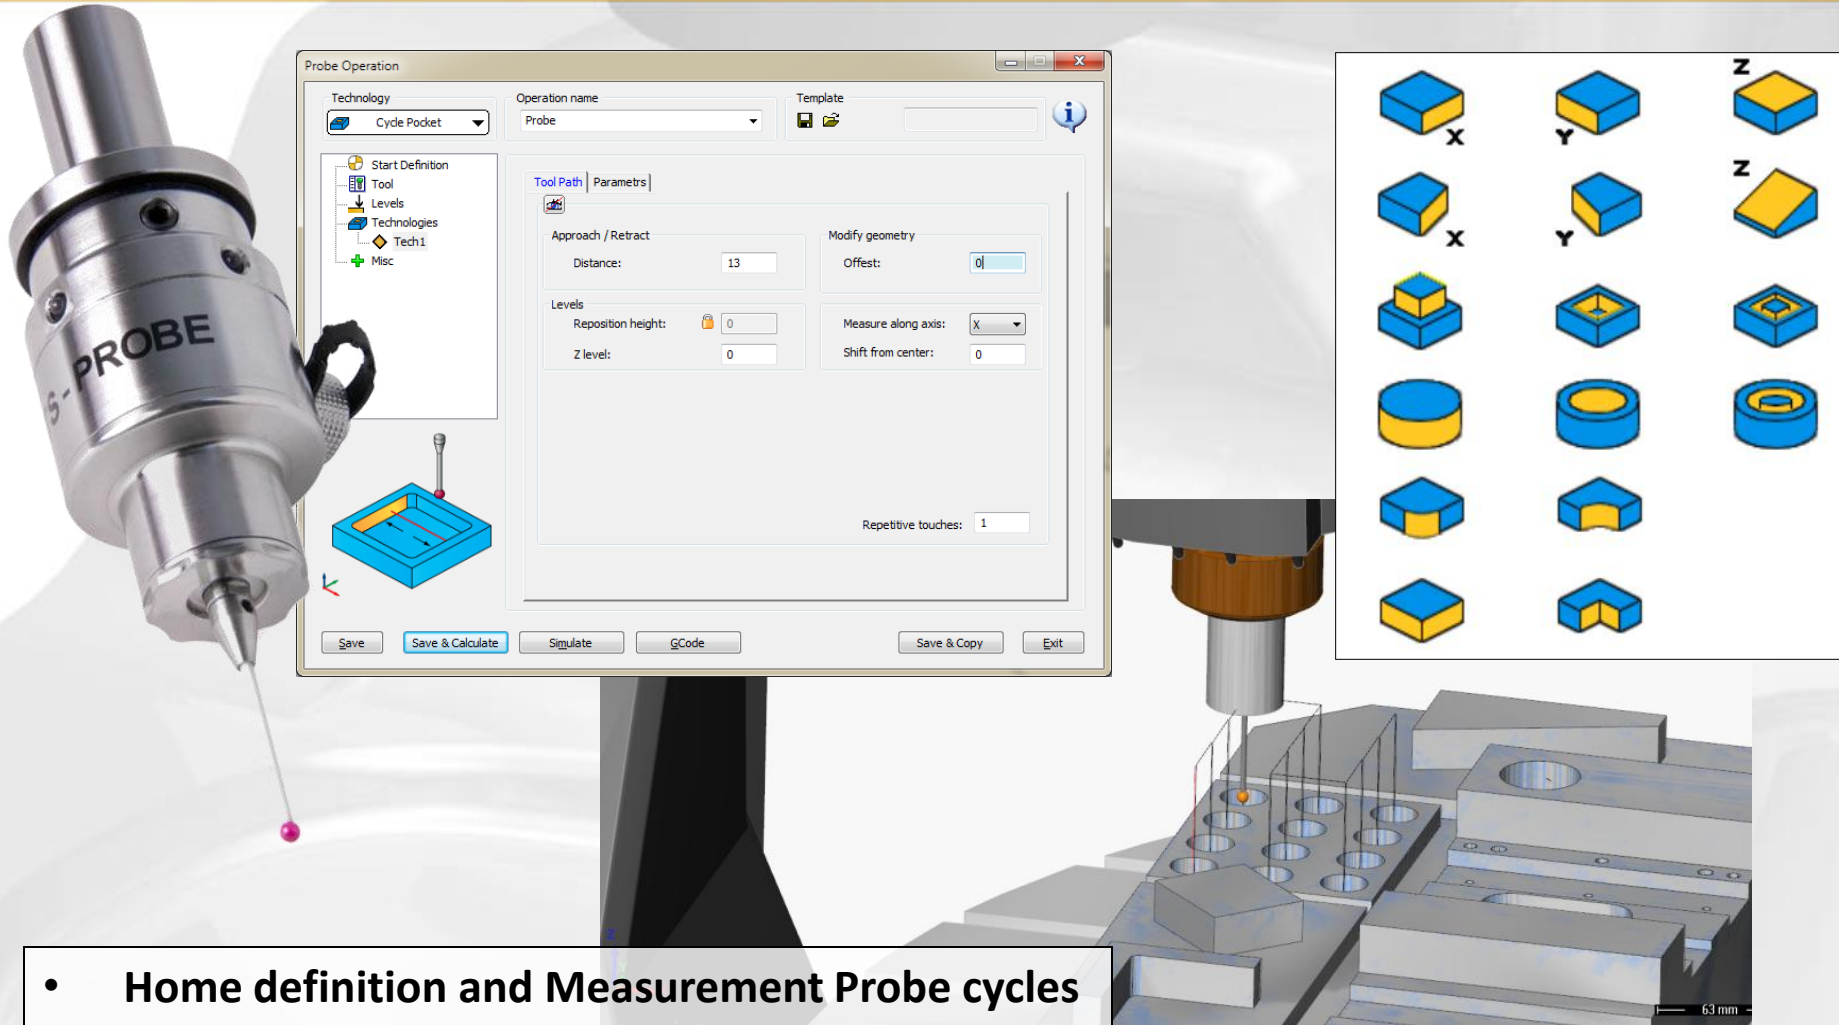 Probe Operation
Technology
Cycle Pocket
Operation name
Probe
Template
Start Definition
Tool
Levels
Technologies
Tech1
Misc
Tool Path
Parametrs
Approach / Retract
Distance:
13
Modify geometry
Offest:
0
Levels
Reposition height:
0
Z level:
0
Measure along axis:
X
Shift from center:
0
Repetitive touches:
1
Save
Save & Calculate
Simulate
GCode
Save & Copy
Exit
S-PROBE
X
Y
Z
X
Y
Z
Z
63 mm
• Home definition and Measurement Probe cycles